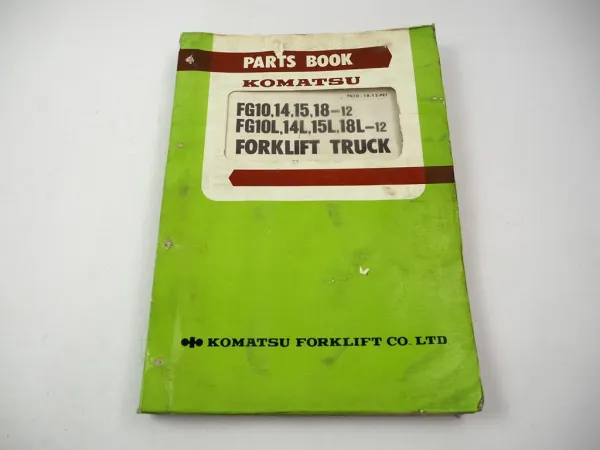 PARTS BOOK
KOMATSU
FG10,14,15,18-12
FG10L,14L,15L,18L-12
FORKLIFT TRUCK
KOMATSU FORKLIFT CO. LTD